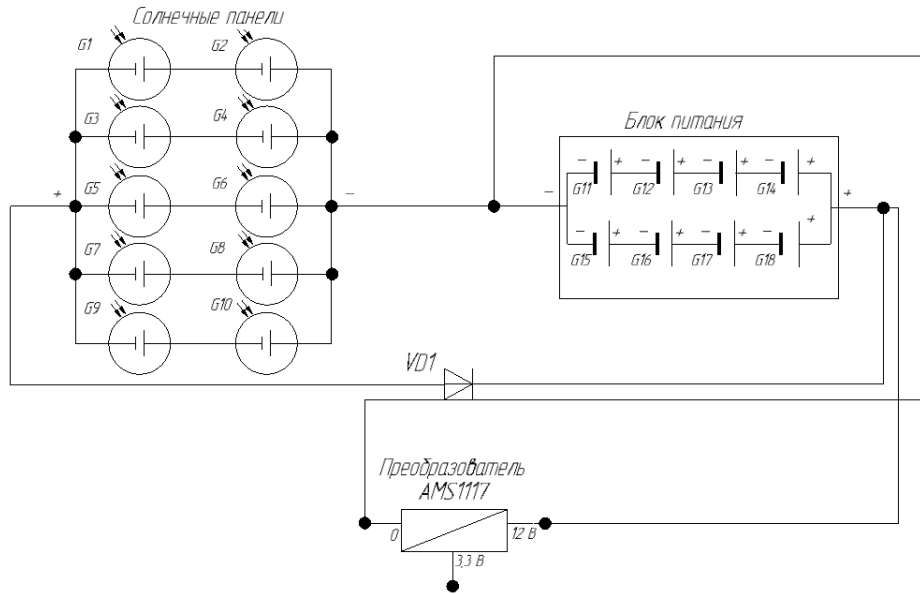 Солнечные панели
G1
G2
G3
G4
G5
G6
G7
G8
G9
G10
+
−
Блок питания
−
+
− + − + − + − +
G11 G12 G13 G14
− + − + − + − +
G15 G16 G17 G18
VD1
Преобразователь
AMS1117
0
12 В
3,3 В